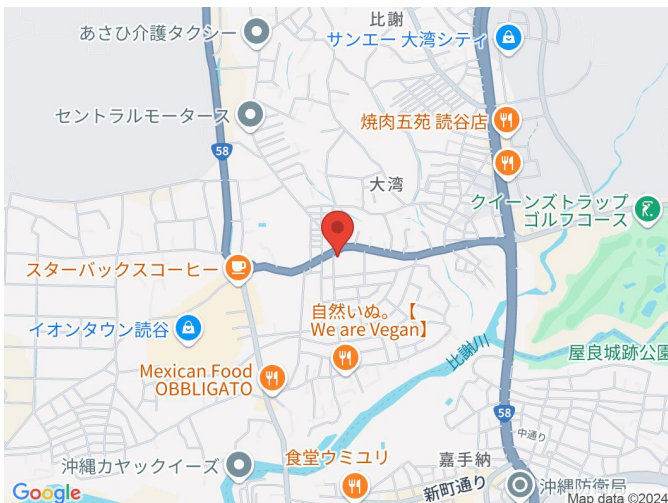 比謝
あさひ介護タクシー
サンエー 大湾シティ
セントラルモータース
焼肉五苑 読谷店
58
大湾
クイーンズトラップ
ゴルフコース
スターバックスコーヒー
自然いぬ。【
We are Vegan】
イオンタウン読谷
比謝川
屋良城跡公園
Mexican Food
OBBLIGATO
58
中通り
沖縄カヤックイーズ
食堂ウミユリ
嘉手納
新町通り
沖縄防衛局
Google
Map data ©2024